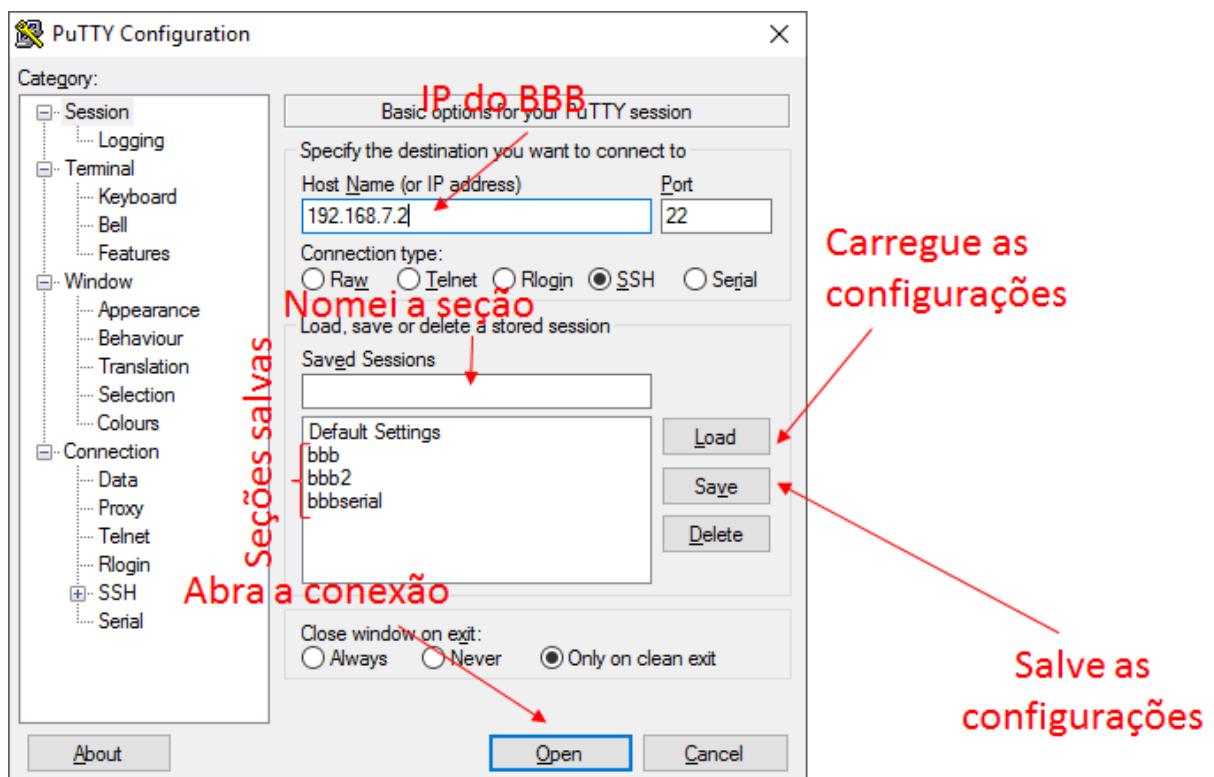 PuTTY Configuration
Category:
Session
Logging
Terminal
Keyboard
Bell
Features
Window
Appearance
Behaviour
Translation
Selection
Colours
Connection
Data
Proxy
Telnet
Rlogin
SSH
Serial
IP do BBB
Basic options for your PuTTY session
Specify the destination you want to connect to
Host Name (or IP address) Port
192.168.7.2 22
Connection type:
Raw Telnet Rlogin SSH Serial
Nomei a seção
Load, save or delete a stored session
Saved Sessions
Default Settings
bbb
bbb2
bbbserial
Load
Save
Delete
Seções salvas
Abra a conexão
Close window on exit:
Always Never Only on clean exit
About Open Cancel
Carregue as
configurações
Salve as
configurações